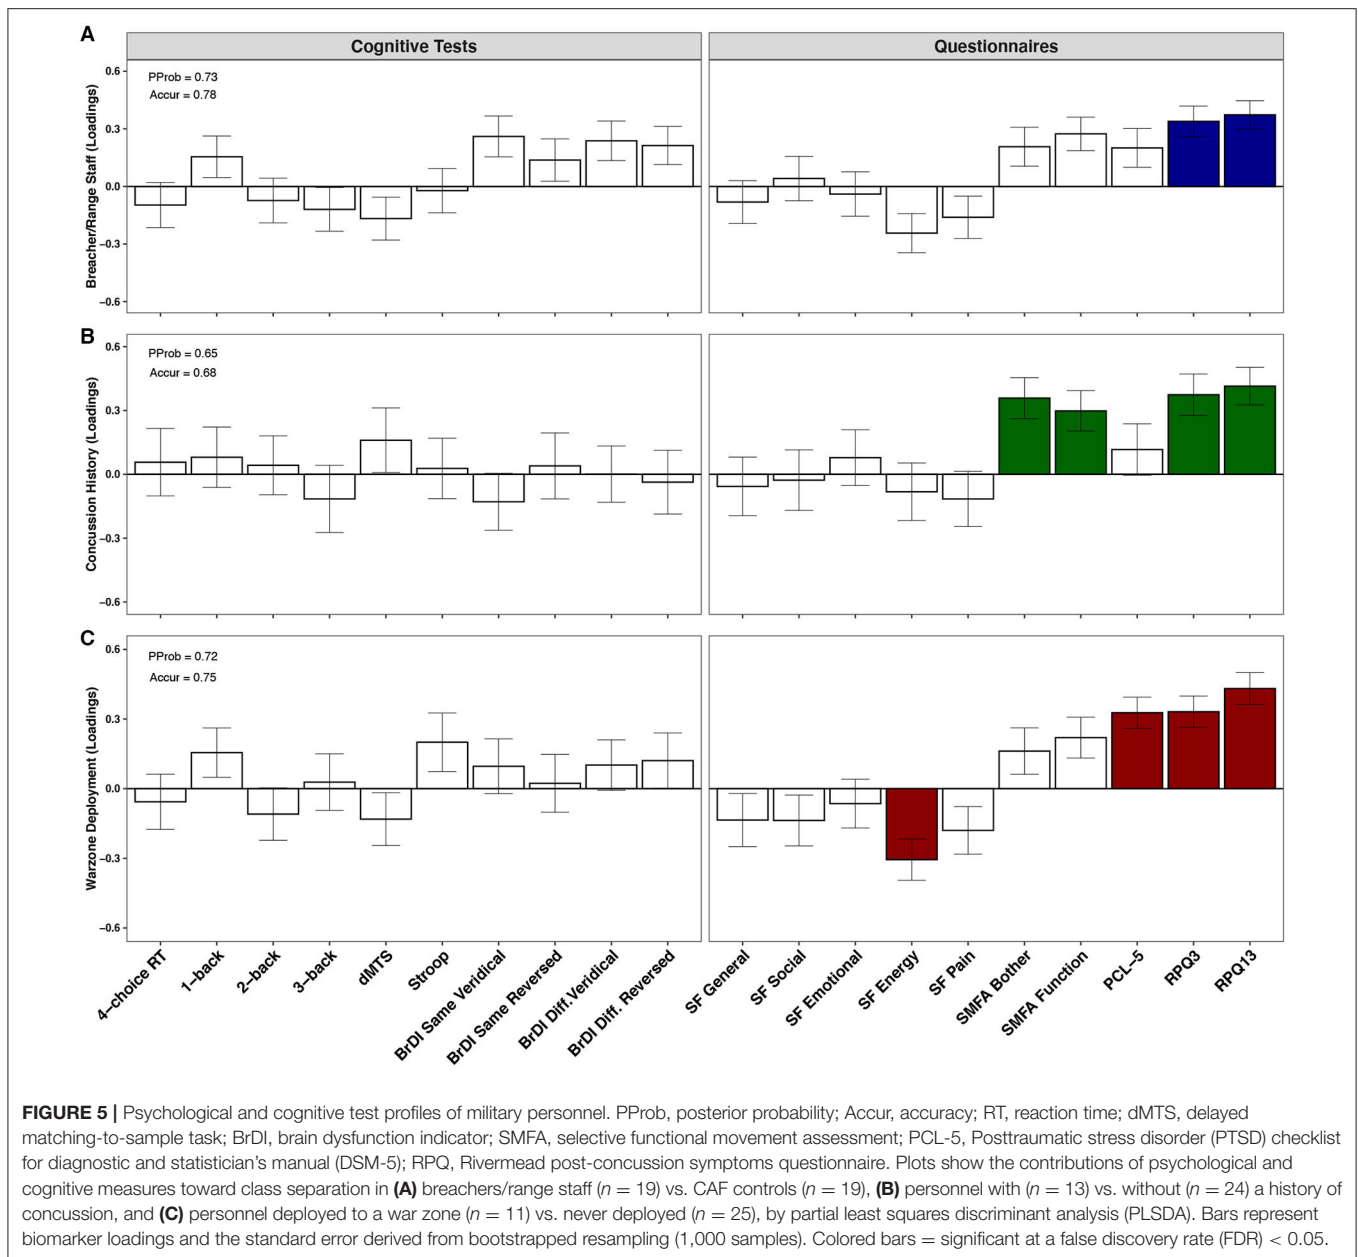 A
Cognitive Tests
Questionnaires
PProb = 0.73
Accur = 0.78
Breacher/Range Staff (Loadings)
0.6
0.3
0.0
−0.3
−0.6
B
PProb = 0.65
Accur = 0.68
Concussion History (Loadings)
0.6
0.3
0.0
−0.3
−0.6
C
PProb = 0.72
Accur = 0.75
Warzone Deployment (Loadings)
0.6
0.3
0.0
−0.3
−0.6
4−choice RT
1−back
2−back
3−back
dMTS
Stroop
BrDI Same Veridical
BrDI Same Reversed
BrDI Diff.Veridical
BrDI Diff. Reversed
SF General
SF Social
SF Emotional
SF Energy
SF Pain
SMFA Bother
SMFA Function
PCL−5
RPQ3
RPQ13
FIGURE 5 | Psychological and cognitive test profiles of military personnel. PProb, posterior probability; Accur, accuracy; RT, reaction time; dMTS, delayed
matching-to-sample task; BrDI, brain dysfunction indicator; SMFA, selective functional movement assessment; PCL-5, Posttraumatic stress disorder (PTSD) checklist
for diagnostic and statistician's manual (DSM-5); RPQ, Rivermead post-concussion symptoms questionnaire. Plots show the contributions of psychological and
cognitive measures toward class separation in (A) breachers/range staff (n = 19) vs. CAF controls (n = 19), (B) personnel with (n = 13) vs. without (n = 24) a history of
concussion, and (C) personnel deployed to a war zone (n = 11) vs. never deployed (n = 25), by partial least squares discriminant analysis (PLSDA). Bars represent
biomarker loadings and the standard error derived from bootstrapped resampling (1,000 samples). Colored bars = significant at a false discovery rate (FDR) < 0.05.